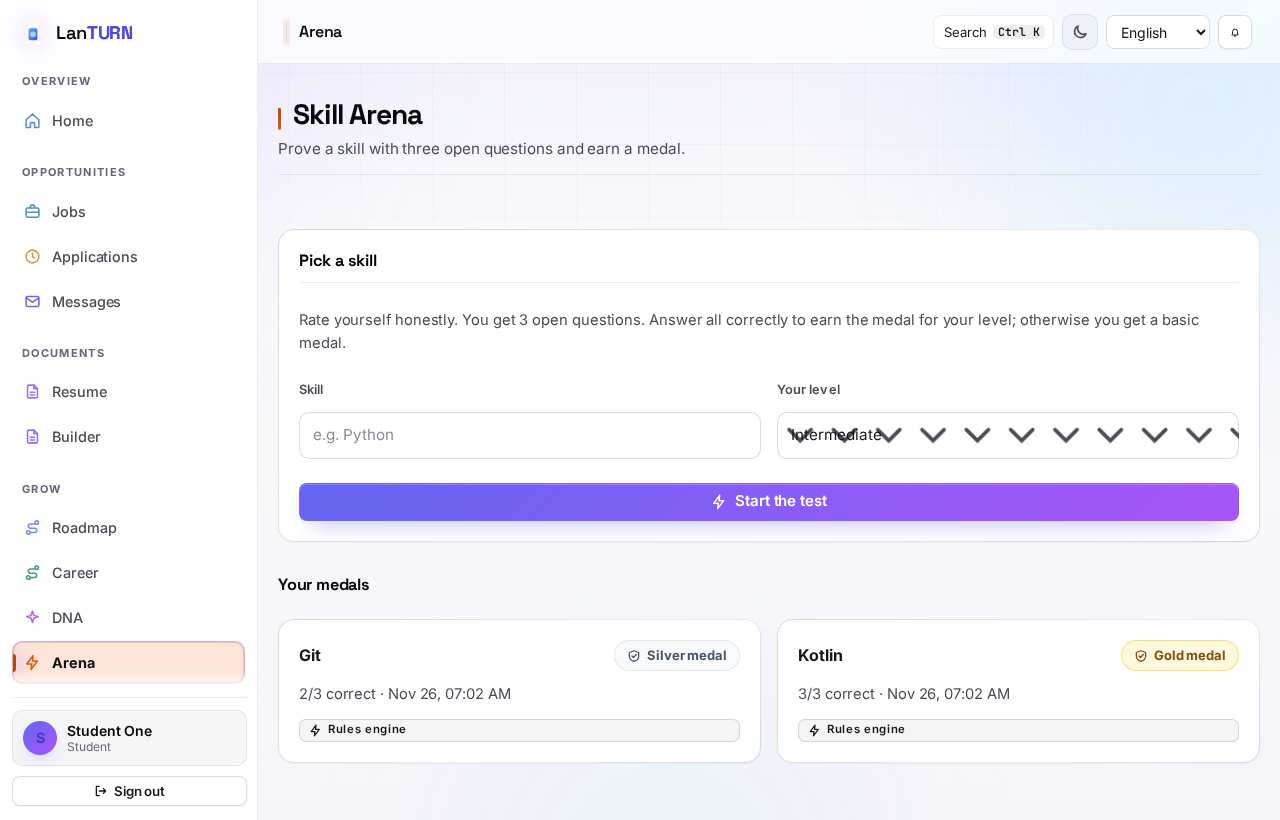 LanTURN
OVERVIEW
Home
OPPORTUNITIES
Jobs
Applications
Messages
DOCUMENTS
Resume
Builder
GROW
Roadmap
Career
DNA
Arena
S
Student One
Student
Sign out
Arena
Search Ctrl K
English
Skill Arena
Prove a skill with three open questions and earn a medal.
Pick a skill
Rate yourself honestly. You get 3 open questions. Answer all correctly to earn the medal for your level; otherwise you get a basic
medal.
Skill
e.g. Python
Your level
Intermediate
Start the test
Your medals
Git
Silver medal
2/3 correct · Nov 26, 07:02 AM
Rules engine
Kotlin
Gold medal
3/3 correct · Nov 26, 07:02 AM
Rules engine